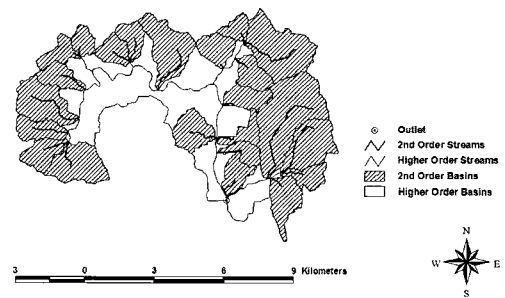 Outlet
2nd Order Streams
Higher Order Streams
2nd Order Basins
Higher Order Basins
3 0 3 6 9 Kilometers
N
W E
S